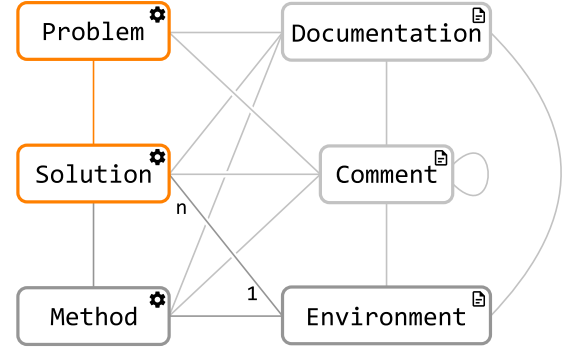 Problem
Documentation
Solution
Comment
n
1
Method
Environment